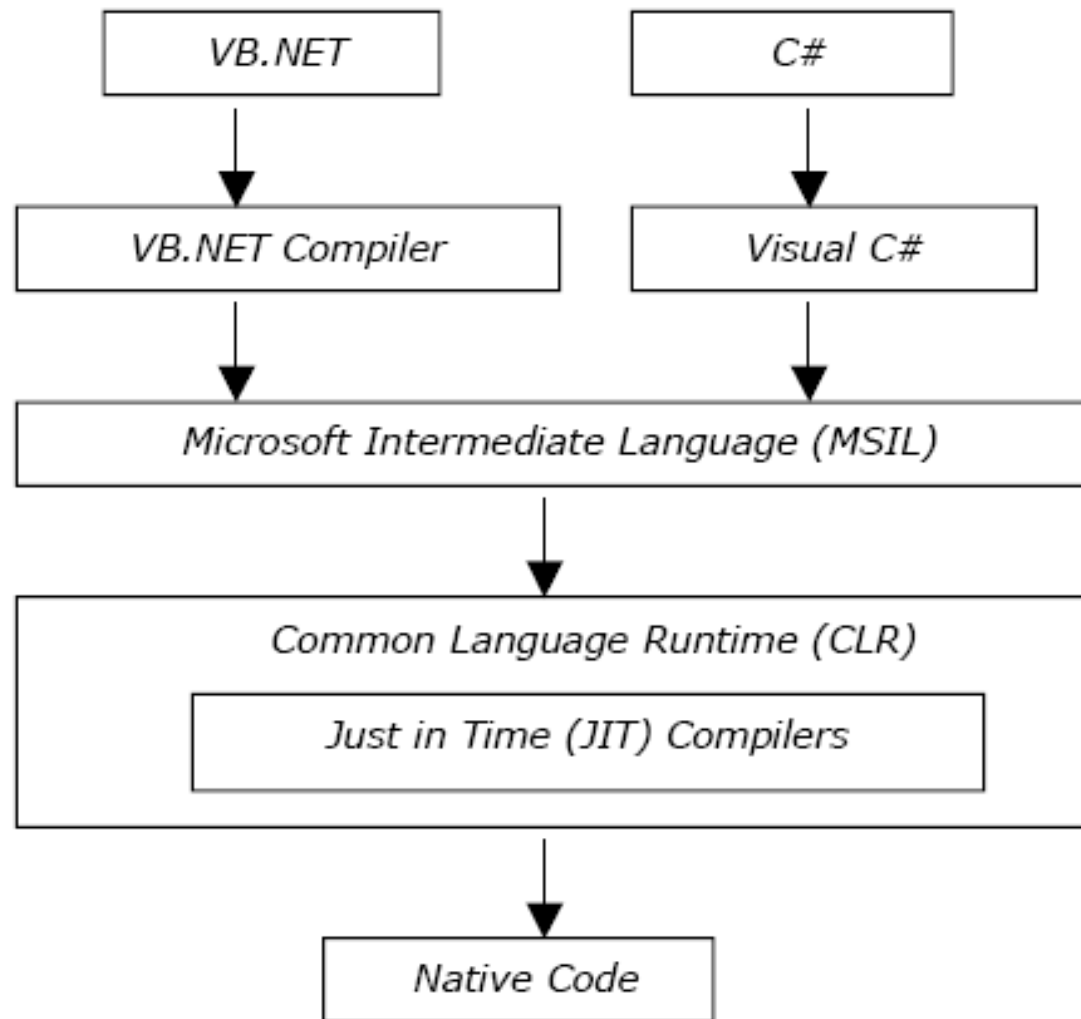 VB.NET
C#
VB.NET Compiler
Visual C#
Microsoft Intermediate Language (MSIL)
Common Language Runtime (CLR)
Just in Time (JIT) Compilers
Native Code